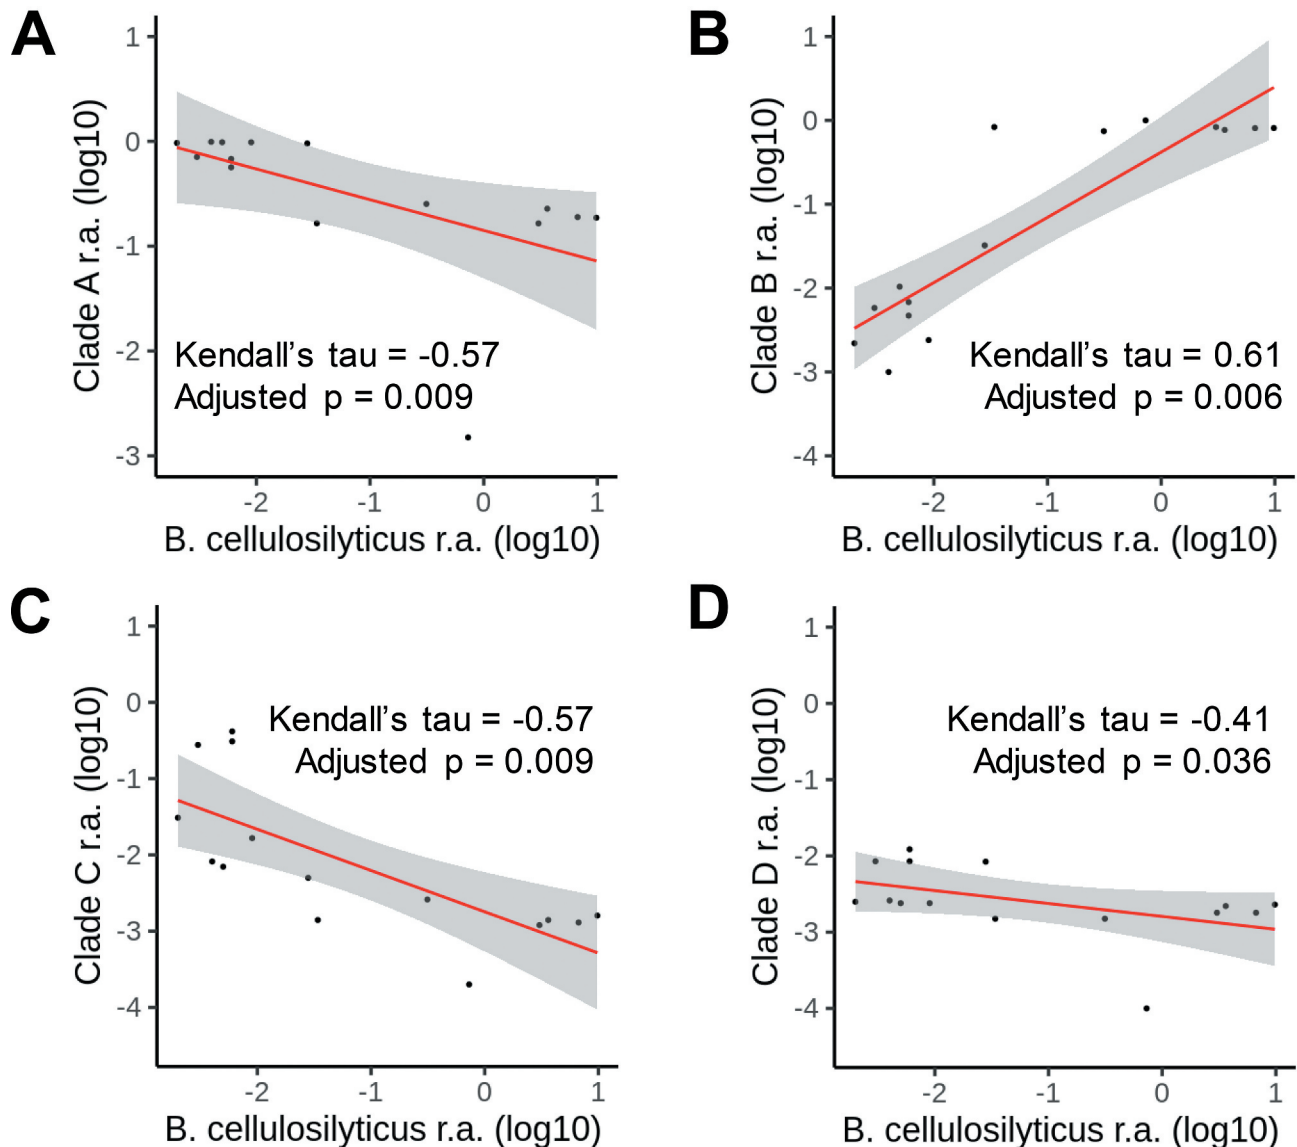 A
Clade A r.a. (log10)
1
0
-1
-2
-3
Kendall's tau = -0.57
Adjusted p = 0.009
-2 -1 0 1
B. cellulosilyticus r.a. (log10)
B
Clade B r.a. (log10)
1
0
-1
-2
-3
-4
Kendall's tau = 0.61
Adjusted p = 0.006
-2 -1 0 1
B. cellulosilyticus r.a. (log10)
C
Clade C r.a. (log10)
1
0
-1
-2
-3
-4
Kendall's tau = -0.57
Adjusted p = 0.009
-2 -1 0 1
B. cellulosilyticus r.a. (log10)
D
Clade D r.a. (log10)
1
0
-1
-2
-3
-4
Kendall's tau = -0.41
Adjusted p = 0.036
-2 -1 0 1
B. cellulosilyticus r.a. (log10)